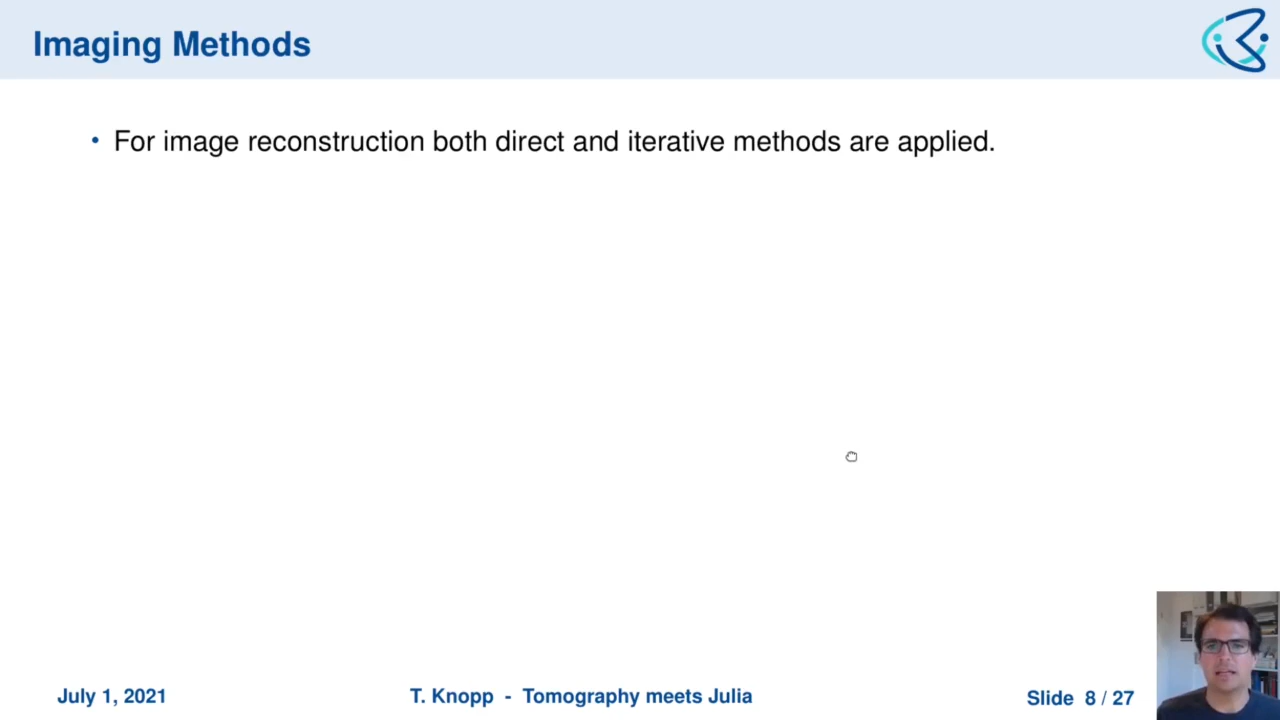 Imaging Methods
• For image reconstruction both direct and iterative methods are applied.
July 1, 2021
T. Knopp - Tomography meets Julia
Slide 8 / 27